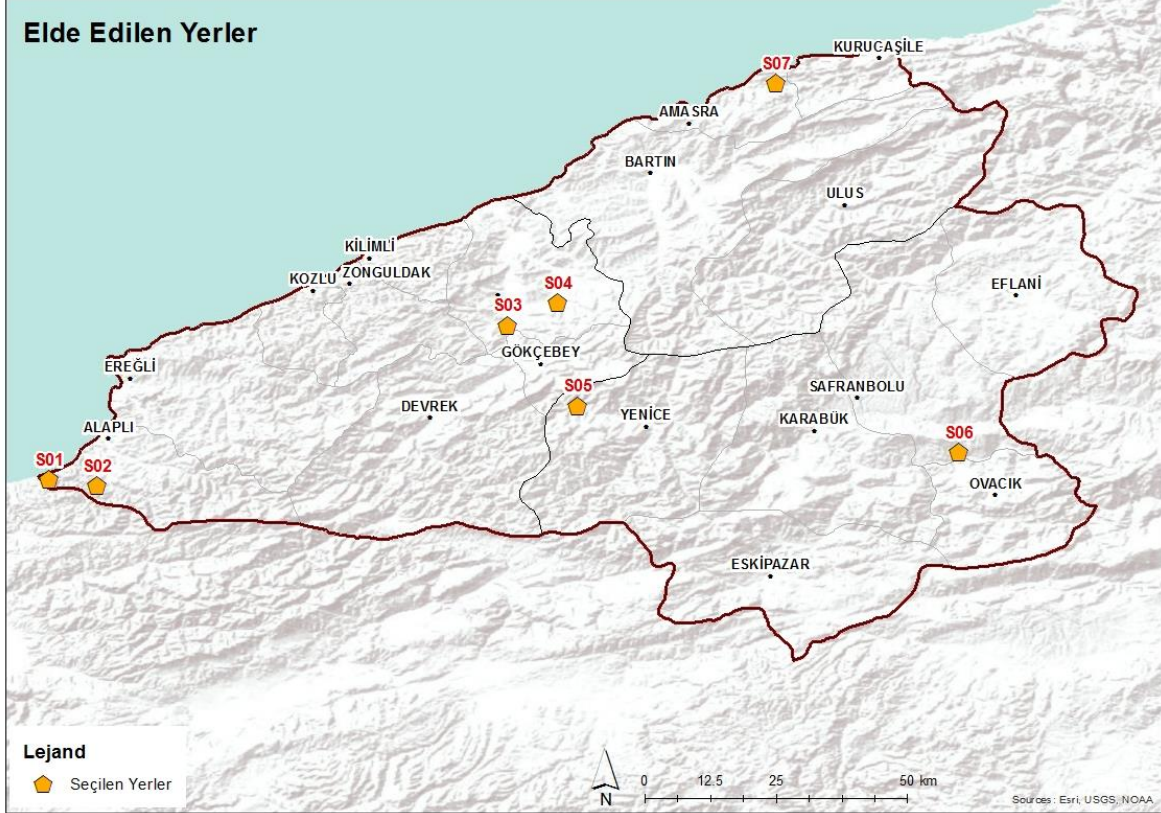 Elde Edilen Yerler
KURUCAŞİLE
S07
AMASRA
BARTIN
ULUS
KİLİMLİ
ZONGULDAK
KOZLU
EFLANİ
S04
S03
GÖKÇEBEY
EREĞLİ
SAFRANBOLU
S05
DEVREK
YENİCE
KARABÜK
ALAPLI
S06
S01
S02
OVACIK
ESKİPAZAR
Lejand
Seçilen Yerler
N
0 12.5 25 50 km
Sources: Esri, USGS, NOAA